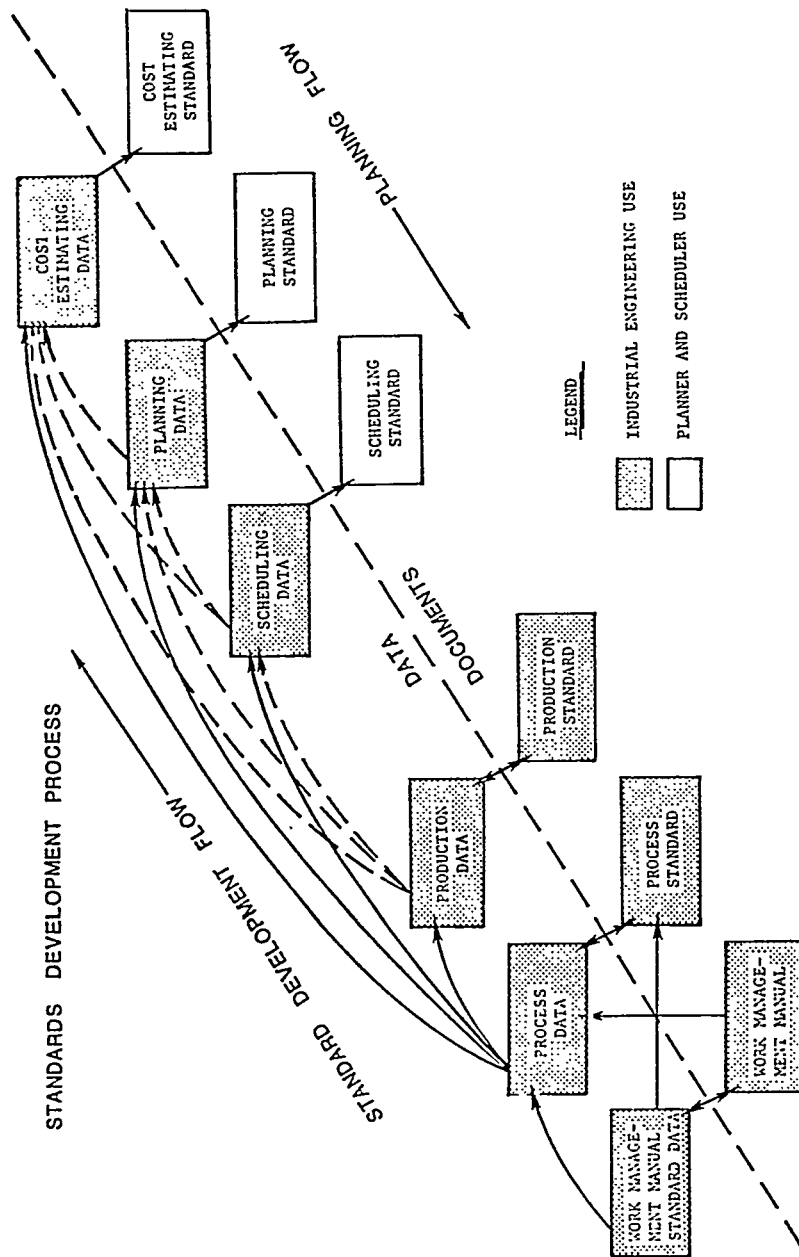 STANDARDS DEVELOPMENT PROCESS
STANDARD DEVELOPMENT FLOW
PLANNING FLOW
COST
ESTIMATING
DATA
COST
ESTIMATING
STANDARD
PLANNING
DATA
PLANNING
STANDARD
SCHEDULING
DATA
SCHEDULING
STANDARD
DATA
DOCUMENTS
PRODUCTION
DATA
PRODUCTION
STANDARD
PROCESS
DATA
PROCESS
STANDARD
WORK MANAGE-
MENT MANUAL
STANDARD DATA
WORK MANAGE-
MENT MANUAL
LEGEND
INDUSTRIAL ENGINEERING USE
PLANNER AND SCHEDULER USE